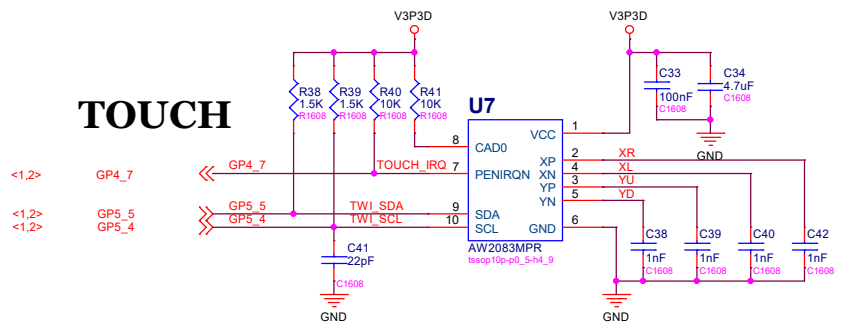 V3P3D
V3P3D
R38
1.5K
R1608
R39
1.5K
R1608
R40
10K
R1608
R41
10K
R1608
C33
100nF
C1608
C34
4.7uF
C1608
GND
TOUCH
U7
8
CAD0
VCC
1
<1,2>
GP4_7
GP4_7
TOUCH_IRQ
7
PENIRQN
XP
2
XR
XN
4
XL
YP
3
YU
YN
5
YD
<1,2>
GP5_5
GP5_5
TWI_SDA
9
SDA
<1,2>
GP5_4
GP5_4
TWI_SCL
10
SCL
GND
6
AW2083MPR
tssop10p-p0_5-h4_9
C41
22pF
C1608
GND
C38
1nF
C1608
C39
1nF
C1608
C40
1nF
C1608
C42
1nF
C1608
GND